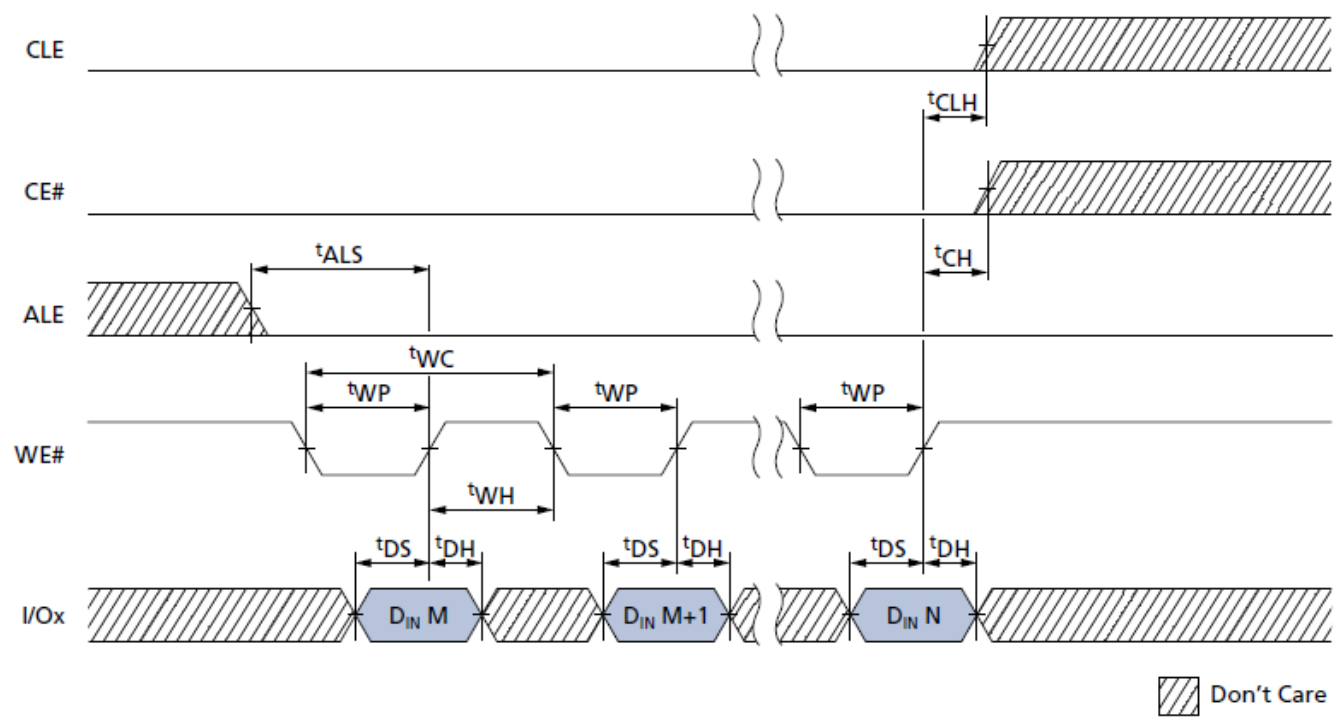 CLE
tCLH
CE#
tCH
tALS
ALE
tWC
tWP tWP tWP
WE#
tWH
tDS tDH tDS tDH tDS tDH
I/Ox DIN M DIN M+1 DIN N
Don't Care